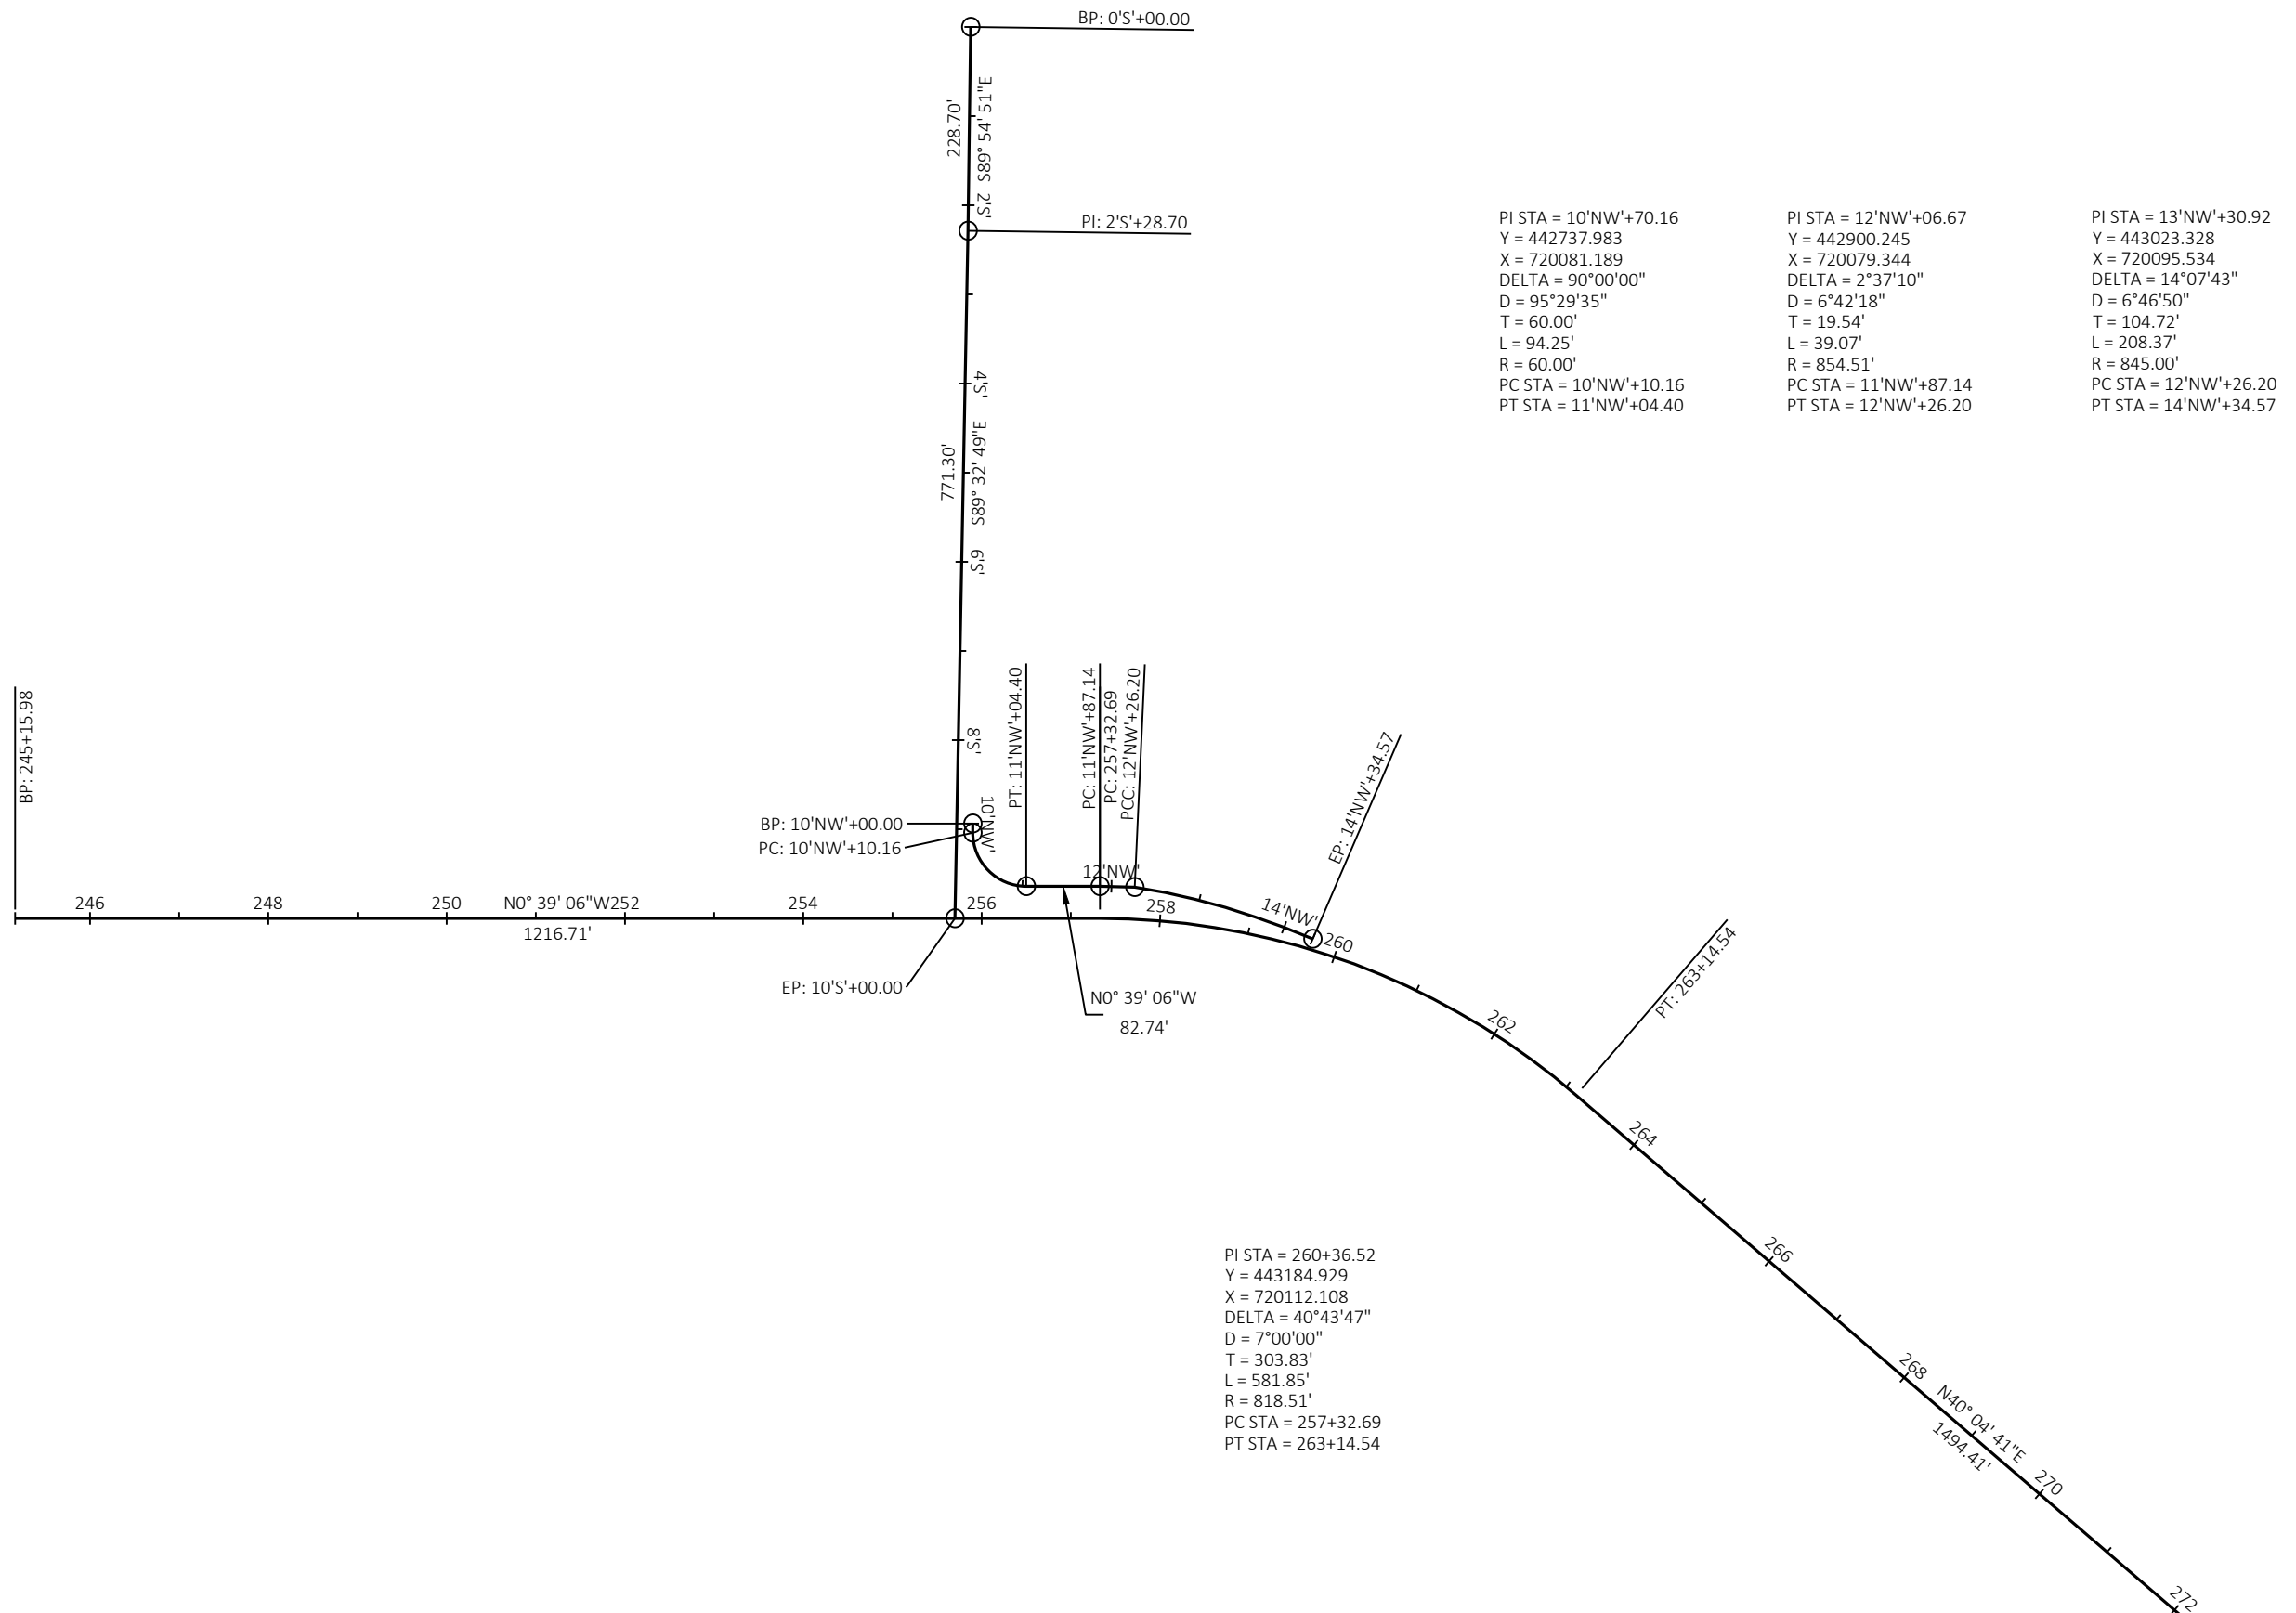 BP: 0'S'+00.00
228.70'
S89° 54' 51"E
2'S'
PI: 2'S'+28.70
PI STA = 10'NW'+70.16
Y = 442737.983
X = 720081.189
DELTA = 90°00'00"
D = 95°29'35"
T = 60.00'
L = 94.25'
R = 60.00'
PC STA = 10'NW'+10.16
PT STA = 11'NW'+04.40
PI STA = 12'NW'+06.67
Y = 442900.245
X = 720079.344
DELTA = 2°37'10"
D = 6°42'18"
T = 19.54'
L = 39.07'
R = 854.51'
PC STA = 11'NW'+87.14
PT STA = 12'NW'+26.20
PI STA = 13'NW'+30.92
Y = 443023.328
X = 720095.534
DELTA = 14°07'43"
D = 6°46'50"
T = 104.72'
L = 208.37'
R = 845.00'
PC STA = 12'NW'+26.20
PT STA = 14'NW'+34.57
4'S'
771.30'
S89° 32' 49"E
6'S'
8'S'
BP: 245+15.98
PT: 11'NW'+04.40
PC: 11'NW'+87.14
PC: 257+32.69
PCC: 12'NW'+26.20
EP: 14'NW'+34.57
10'NW'
BP: 10'NW'+00.00
PC: 10'NW'+10.16
12'NW'
14'NW'
246
248
250
N0° 39' 06"W
252
254
256
258
260
1216.71'
EP: 10'S'+00.00
N0° 39' 06"W
82.74'
PT: 263+14.54
262
264
266
268
N40° 04' 41"E
1494.41'
270
272
PI STA = 260+36.52
Y = 443184.929
X = 720112.108
DELTA = 40°43'47"
D = 7°00'00"
T = 303.83'
L = 581.85'
R = 818.51'
PC STA = 257+32.69
PT STA = 263+14.54